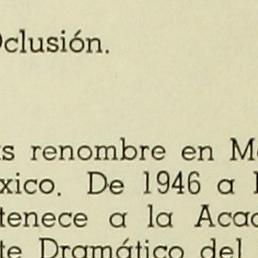 Oclusión.
s renombre en M
xico. De 1946 a
tenece a la Aca
te Dramático del